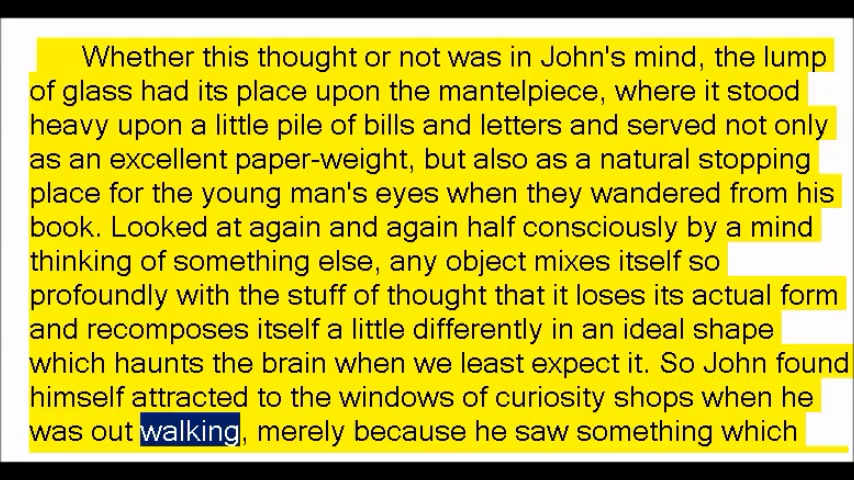 Whether this thought or not was in John's mind, the lump
of glass had its place upon the mantelpiece, where it stood
heavy upon a little pile of bills and letters and served not only
as an excellent paper-weight, but also as a natural stopping
place for the young man's eyes when they wandered from his
book. Looked at again and again half consciously by a mind
thinking of something else, any object mixes itself so
profoundly with the stuff of thought that it loses its actual form
and recomposes itself a little differently in an ideal shape
which haunts the brain when we least expect it. So John found
himself attracted to the windows of curiosity shops when he
was out walking, merely because he saw something which